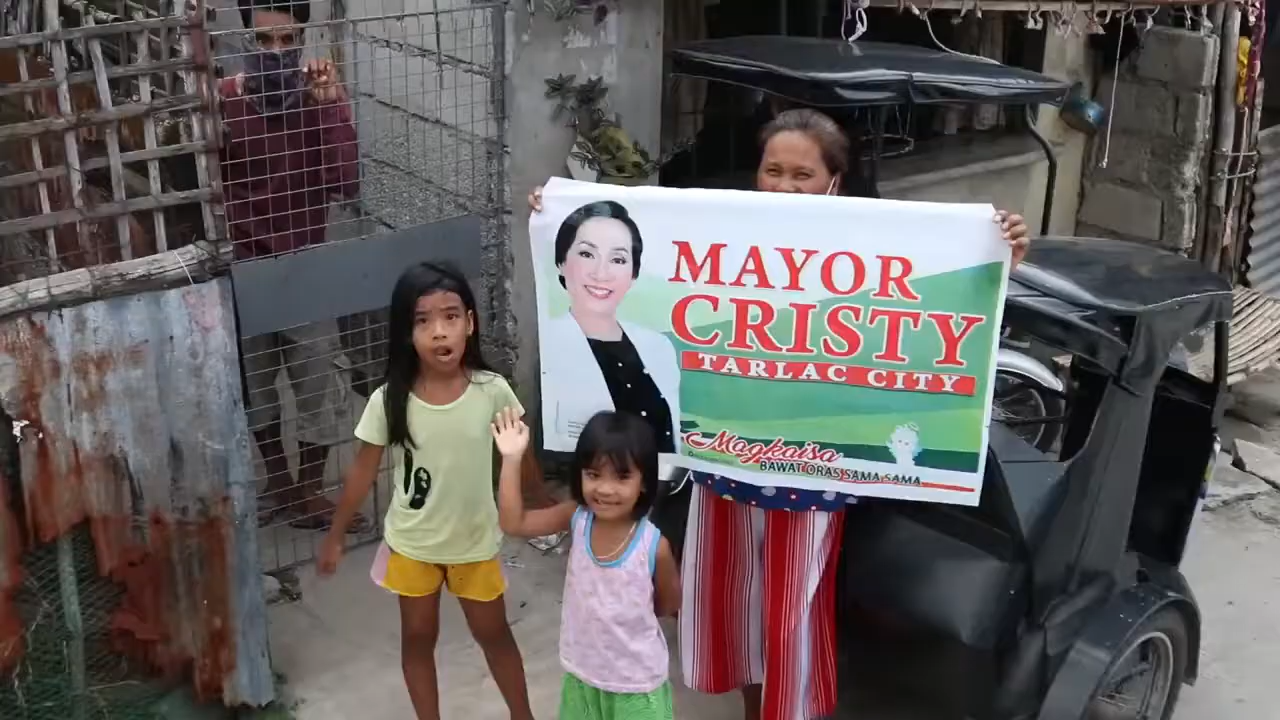 MAYOR
CRISTY
TARLAC CITY
Magkaisa
BAWAT ORAS SAMA SAMA